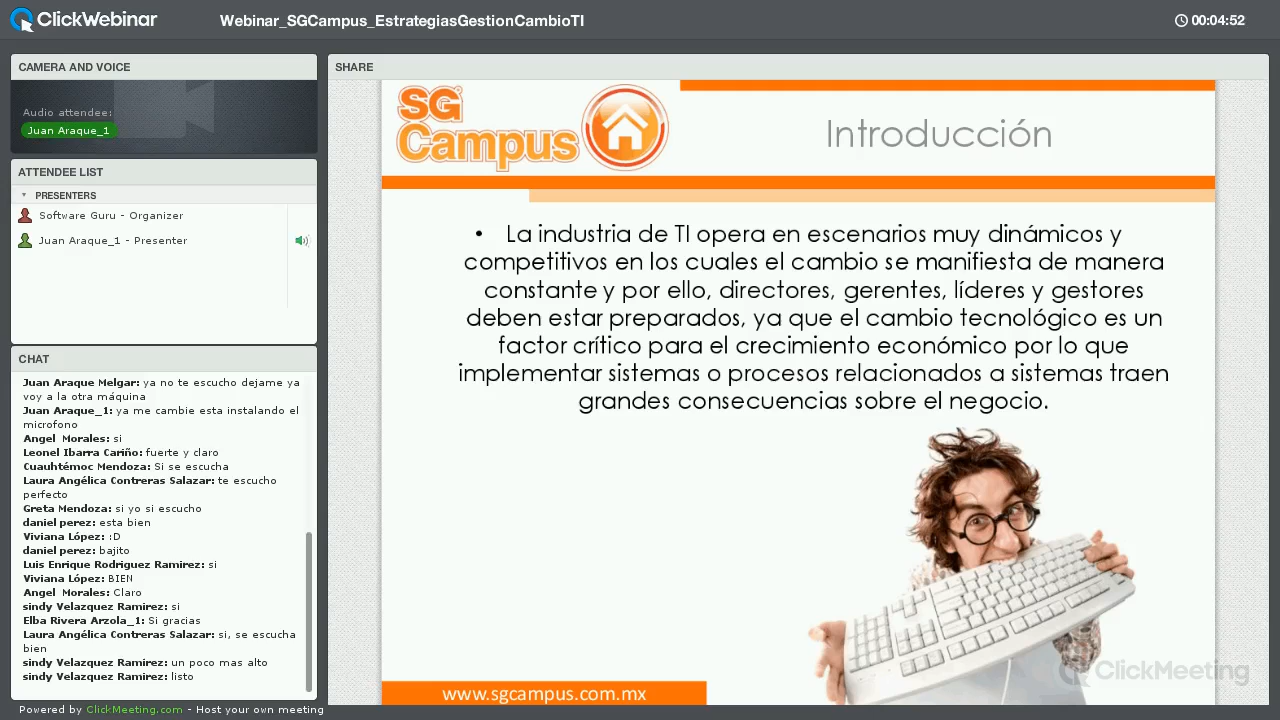 ClickWebinar
Webinar_SGCampus_EstrategiasGestionCambioTI
00:04:52
CAMERA AND VOICE
Audio attendee:
Juan Araque_1
ATTENDEE LIST
PRESENTERS
Software Guru - Organizer
Juan Araque_1 - Presenter
CHAT
Juan Araque Melgar: ya no te escucho dejame ya
voy a la otra máquina
Juan Araque_1: ya me cambie esta instalando el
microfono
Angel Morales: si
Leonel Ibarra Cariño: fuerte y claro
Cuauhtémoc Mendoza: Si se escucha
Laura Angélica Contreras Salazar: te escucho
perfecto
Greta Mendoza: si yo si escucho
daniel perez: esta bien
Viviana López: :D
daniel perez: bajito
Luis Enrique Rodriguez Ramirez: si
Viviana López: BIEN
Angel Morales: Claro
sindy Velazquez Ramirez: si
Elba Rivera Arzola_1: Si gracias
Laura Angélica Contreras Salazar: si, se escucha
bien
sindy Velazquez Ramirez: un poco mas alto
sindy Velazquez Ramirez: listo
Powered by ClickMeeting.com - Host your own meeting
SHARE
SG
Campus
Introducción
• La industria de TI opera en escenarios muy dinámicos y
competitivos en los cuales el cambio se manifiesta de manera
constante y por ello, directores, gerentes, líderes y gestores
deben estar preparados, ya que el cambio tecnológico es un
factor crítico para el crecimiento económico por lo que
implementar sistemas o procesos relacionados a sistemas traen
grandes consecuencias sobre el negocio.
ClickMeeting
www.sgcampus.com.mx